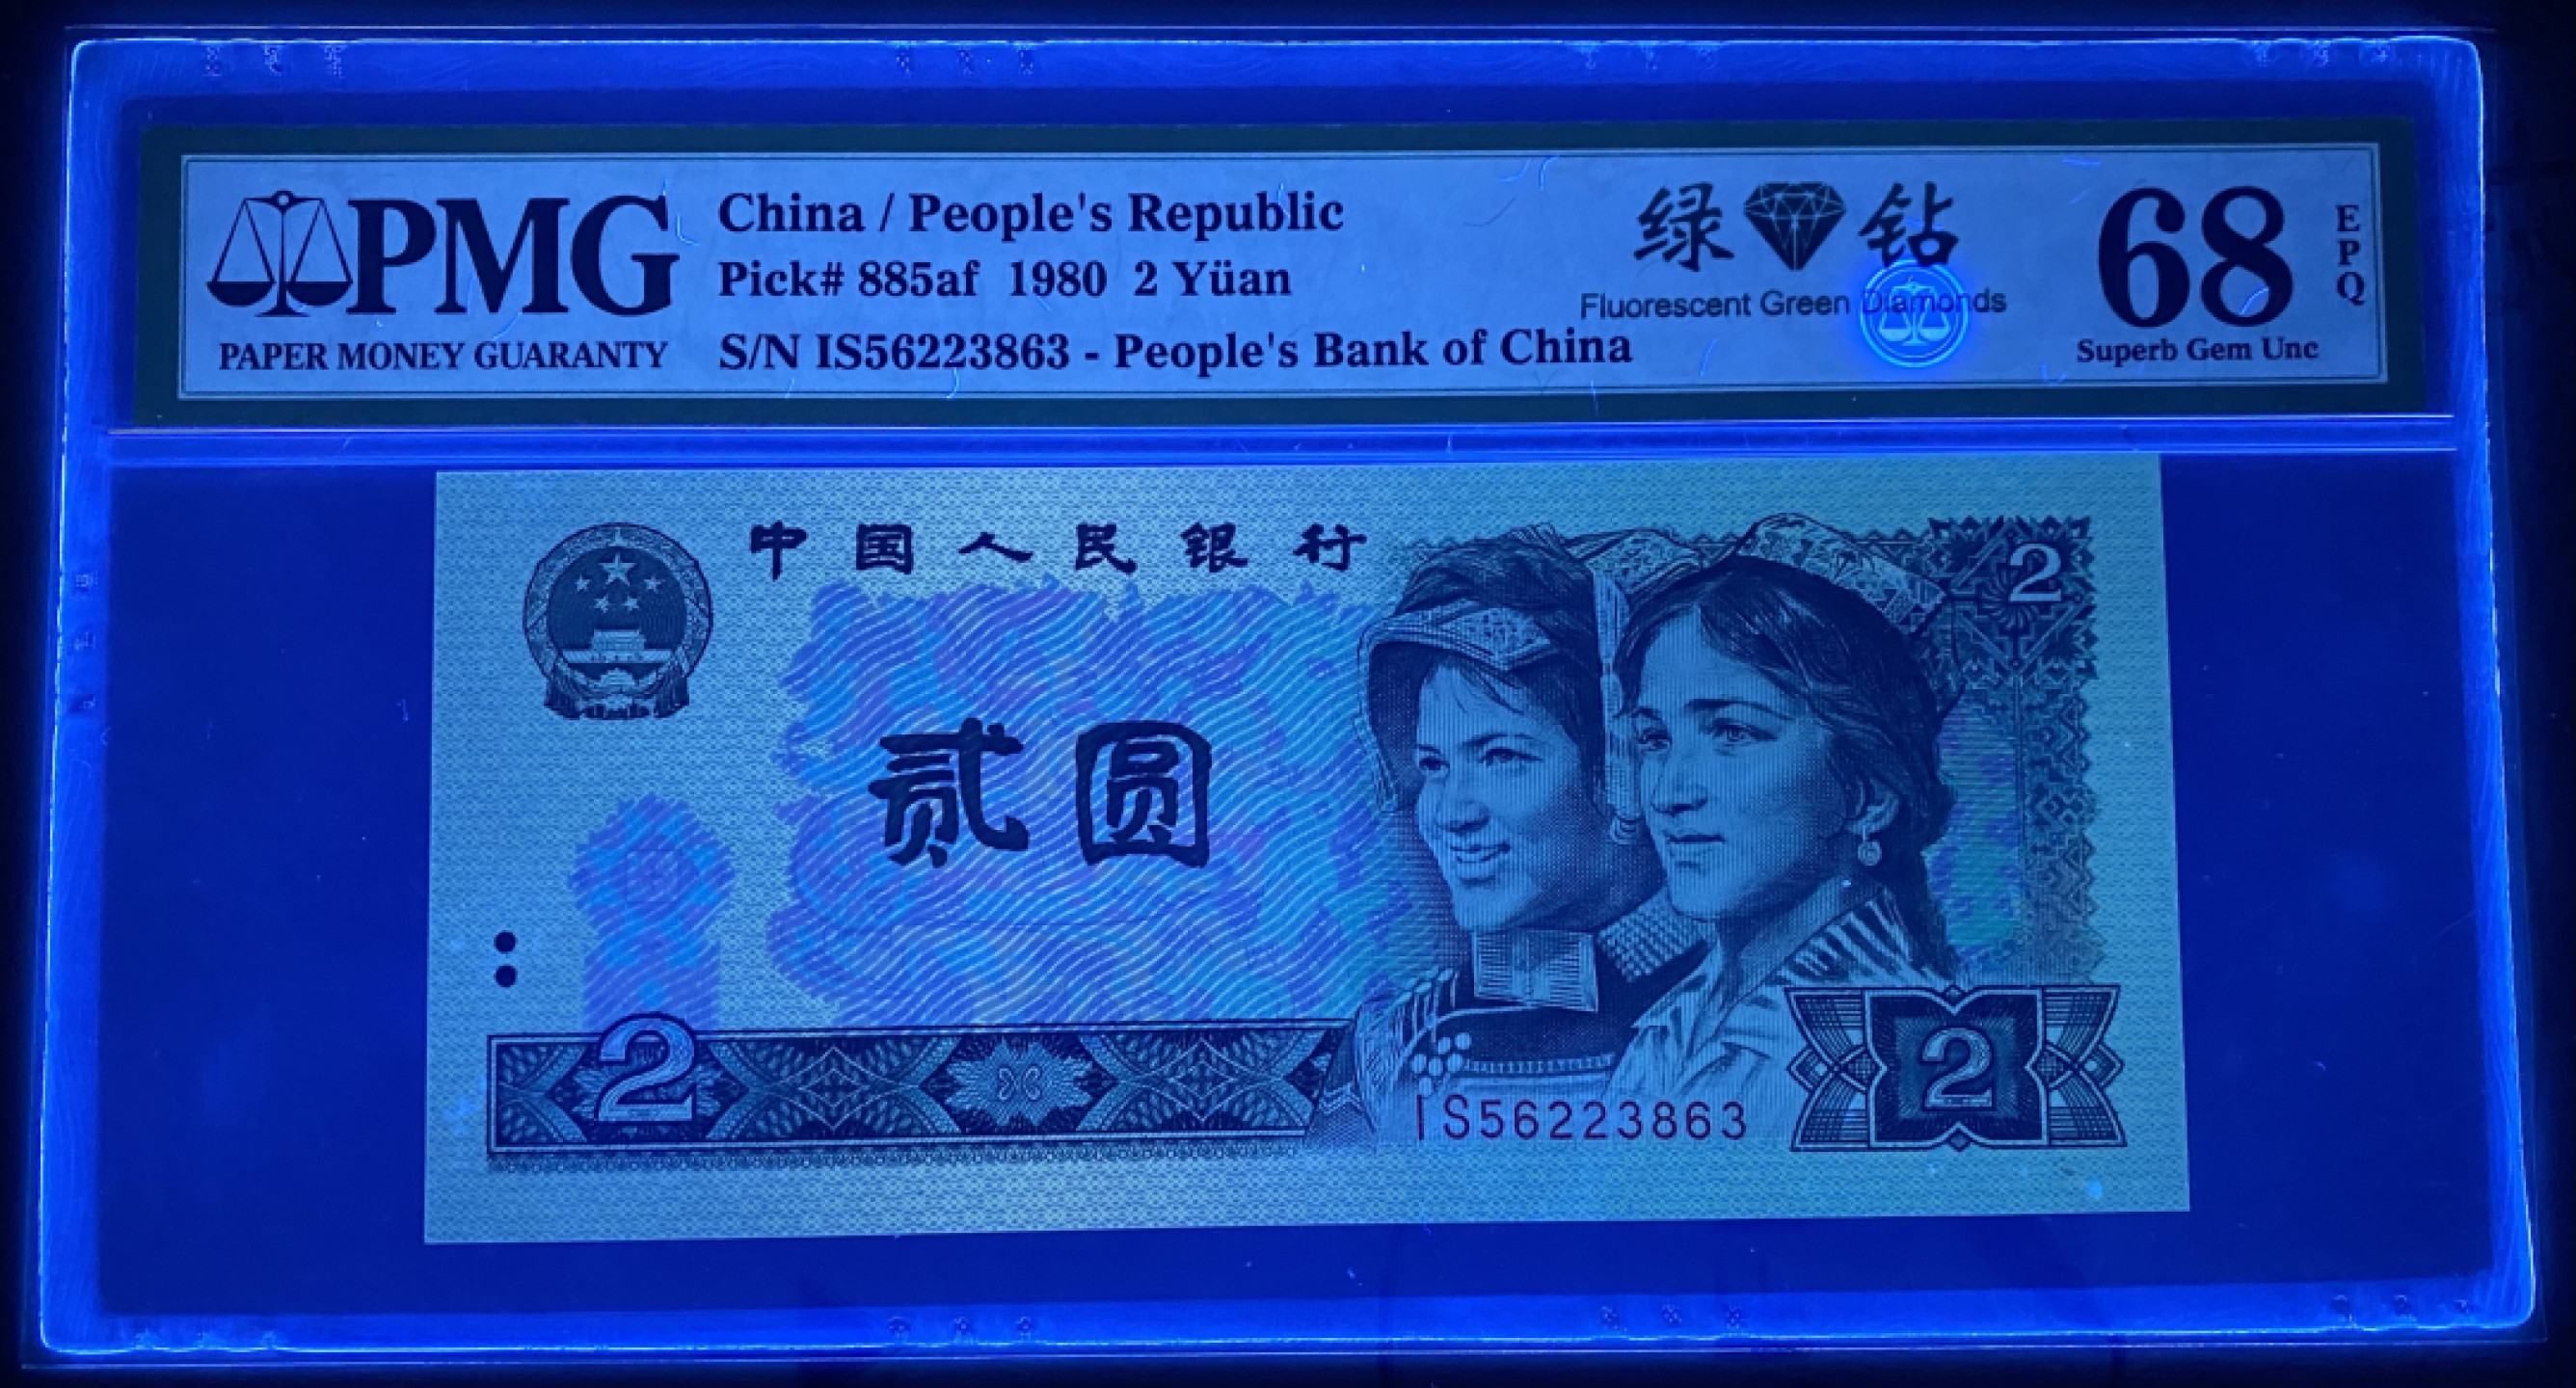 PMG
PAPER MONEY GUARANTY
China / People's Republic
Pick# 885af 1980 2 Yüan
S/N IS56223863 - People's Bank of China
绿钻
Fluorescent Green Diamonds
68
EPQ
Superb Gem Unc
中国人民银行
2
贰圆
2
2
IS56223863